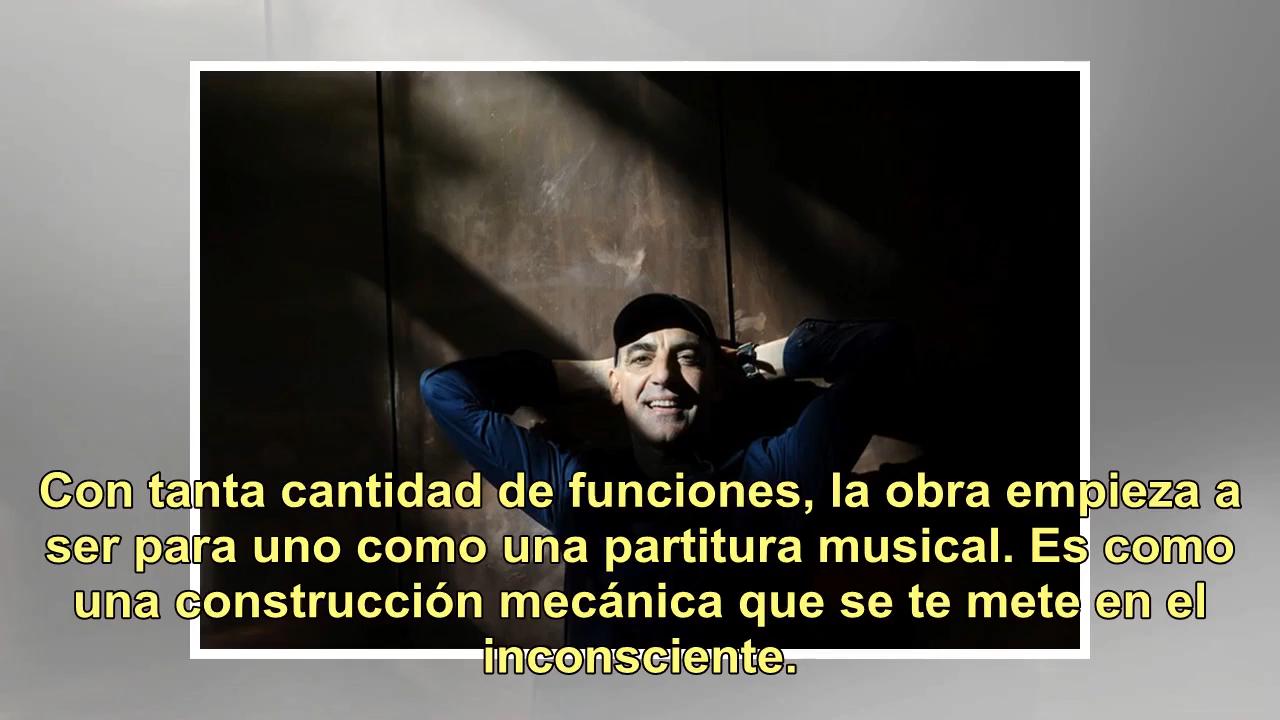 Con tanta cantidad de funciones, la obra empieza a
ser para uno como una partitura musical. Es como
una construcción mecánica que se te mete en el
inconsciente.